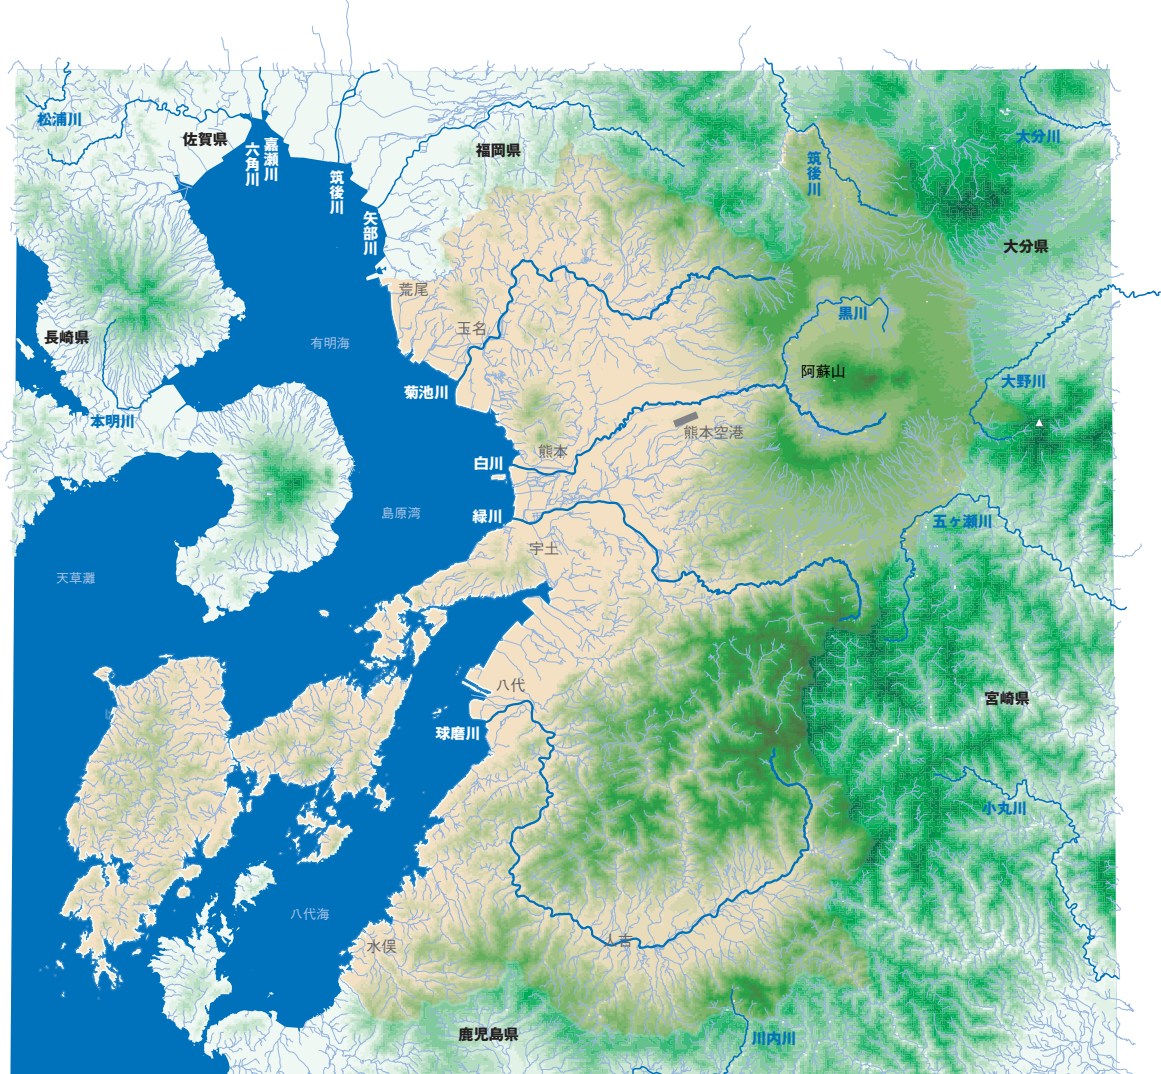 松浦川
佐賀県
六角川
嘉瀬川
福岡県
筑後川
大分川
筑後川
矢部川
大分県
荒尾
長崎県
有明海
玉名
黒川
阿蘇山
大野川
菊池川
本明川
熊本空港
熊本
白川
島原湾
緑川
五ヶ瀬川
宇土
天草灘
八代
宮崎県
球磨川
小丸川
八代海
水俣
人吉
鹿児島県
川内川